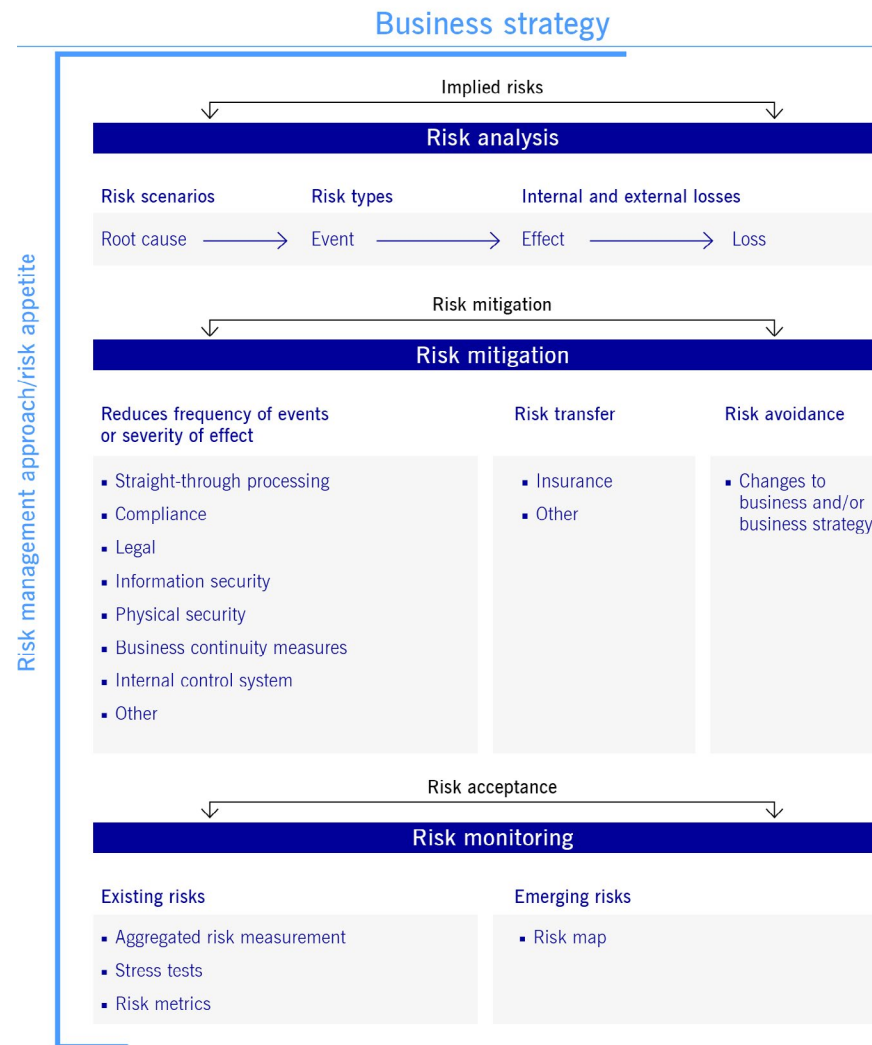 Business strategy
Risk management approach/risk appetite
Implied risks
Risk analysis
Risk scenarios
Risk types
Internal and external losses
Root cause
Event
Effect
Loss
Risk mitigation
Risk mitigation
Reduces frequency of events
or severity of effect
▪ Straight-through processing
▪ Compliance
▪ Legal
▪ Information security
▪ Physical security
▪ Business continuity measures
▪ Internal control system
▪ Other
Risk transfer
▪ Insurance
▪ Other
Risk avoidance
▪ Changes to
business and/or
business strategy
Risk acceptance
Risk monitoring
Existing risks
▪ Aggregated risk measurement
▪ Stress tests
▪ Risk metrics
Emerging risks
▪ Risk map